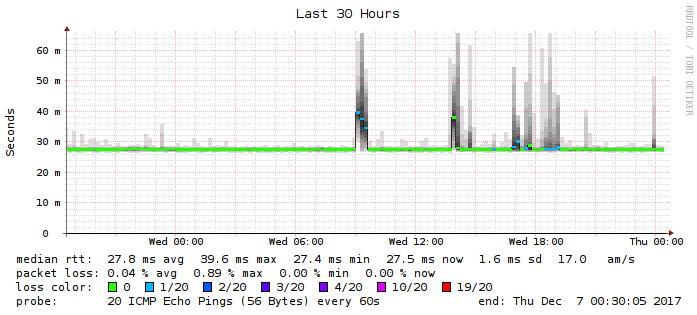 Last 30 Hours
RRDTOOL / TOBI OETIKER
Seconds
60 m
50 m
40 m
30 m
20 m
10 m
0
Wed 00:00 Wed 06:00 Wed 12:00 Wed 18:00 Thu 00:00
median rtt: 27.8 ms avg 39.6 ms max 27.4 ms min 27.5 ms now 1.6 ms sd 17.0 am/s
packet loss: 0.04 % avg 0.89 % max 0.00 % min 0.00 % now
loss color: 0 1/20 2/20 3/20 4/20 10/20 19/20
probe: 20 ICMP Echo Pings (56 Bytes) every 60s end: Thu Dec 7 00:30:05 2017